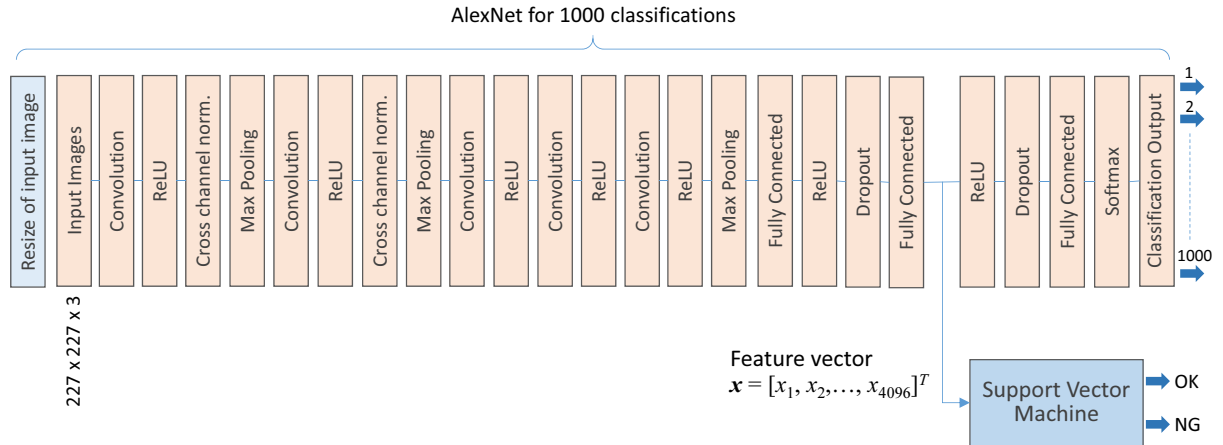 AlexNet for 1000 classifications
Resize of input image
Input Images
Convolution
ReLU
Cross channel norm.
Max Pooling
Convolution
ReLU
Cross channel norm.
Max Pooling
Convolution
ReLU
Convolution
ReLU
Convolution
ReLU
Max Pooling
Fully Connected
ReLU
Dropout
Fully Connected
ReLU
Dropout
Fully Connected
Softmax
Classification Output
1
2
1000
227 x 227 x 3
Feature vector
x = [x1, x2,…, x4096]T
Support Vector
Machine
OK
NG